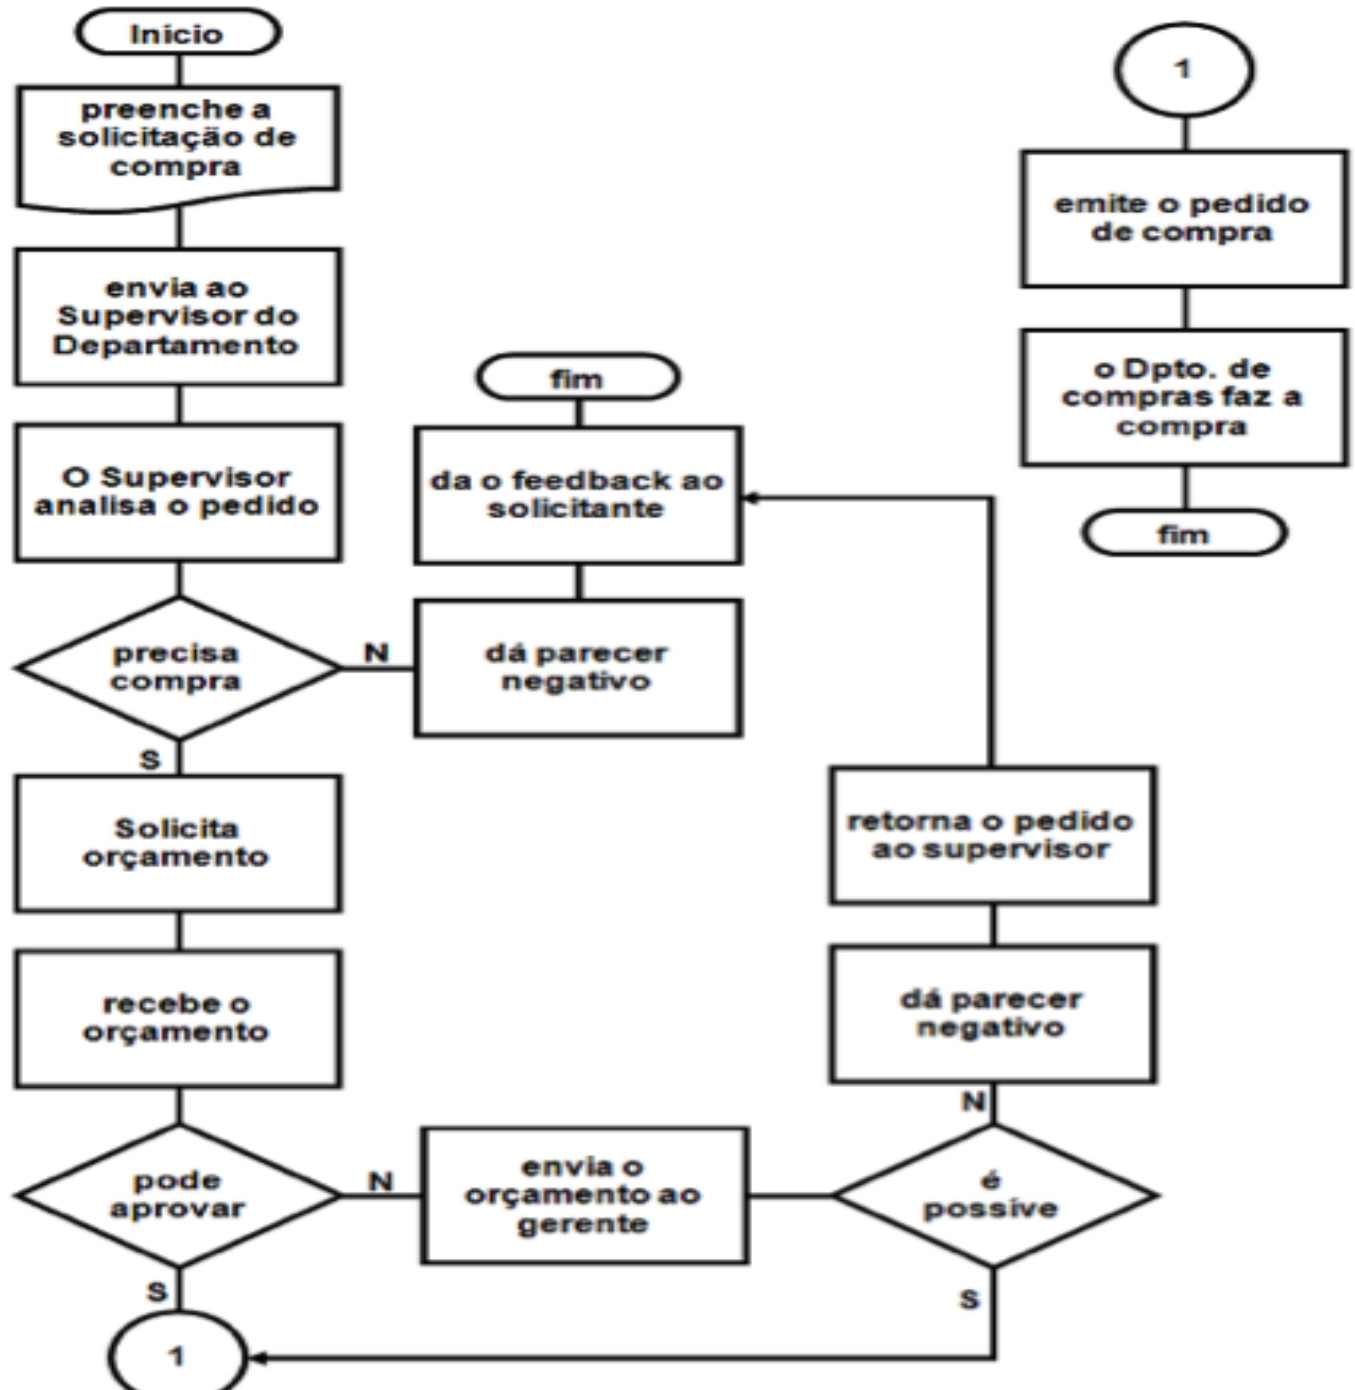 Início
preenche a
solicitação de
compra
envia ao
Supervisor do
Departamento
O Supervisor
analisa o pedido
precisa
compra
N
S
dá parecer
negativo
da o feedback ao
solicitante
fim
Solicita
orçamento
recebe o
orçamento
pode
aprovar
N
S
envia o
orçamento ao
gerente
é
possíve
N
S
dá parecer
negativo
retorna o pedido
ao supervisor
1
1
emite o pedido
de compra
o Dpto. de
compras faz a
compra
fim